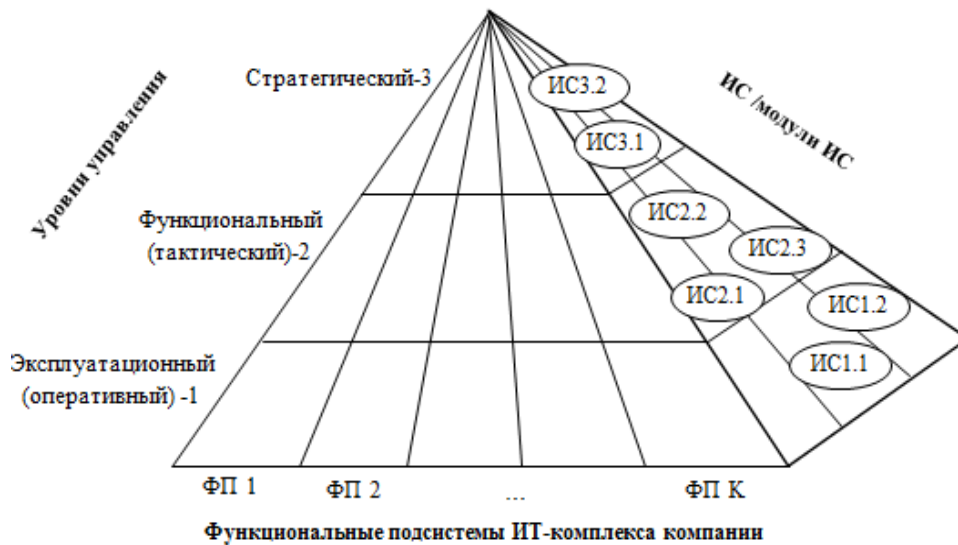 Уровни управления
Стратегический-3
Функциональный
(тактический)-2
Эксплуатационный
(оперативный) -1
ИС /модули ИС
ИС3.2
ИС3.1
ИС2.2
ИС2.3
ИС2.1
ИС1.2
ИС1.1
ФП 1
ФП 2
...
ФП К
Функциональные подсистемы ИТ-комплекса компании